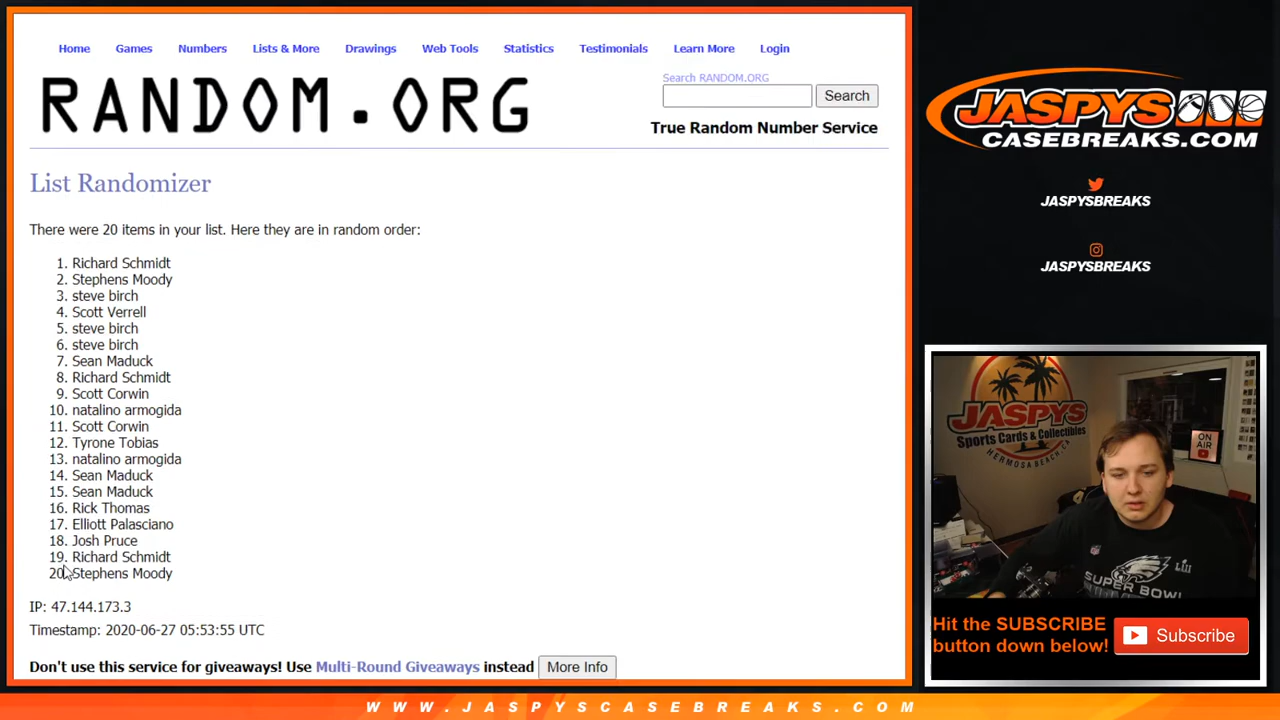 Home Games Numbers Lists & More Drawings Web Tools Statistics Testimonials Learn More Login
RANDOM.ORG
Search RANDOM.ORG
Search
True Random Number Service
List Randomizer
There were 20 items in your list. Here they are in random order:
1. Richard Schmidt
2. Stephens Moody
3. steve birch
4. Scott Verrell
5. steve birch
6. steve birch
7. Sean Maduck
8. Richard Schmidt
9. Scott Corwin
10. natalino armogida
11. Scott Corwin
12. Tyrone Tobias
13. natalino armogida
14. Sean Maduck
15. Sean Maduck
16. Rick Thomas
17. Elliott Palasciano
18. Josh Pruce
19. Richard Schmidt
20. Stephens Moody
IP: 47.144.173.3
Timestamp: 2020-06-27 05:53:55 UTC
Don't use this service for giveaways! Use Multi-Round Giveaways instead More Info
JASPYS
CASEBREAKS.COM
JASPYSBREAKS
JASPYSBREAKS
JASPYS
Sports Cards & Collectibles
HERMOSA BEACH, CA
ON
AIR
NFL
LII
SUPER BOWL
Hit the SUBSCRIBE
button down below!
Subscribe
WWW.JASPYSCASEBREAKS.COM